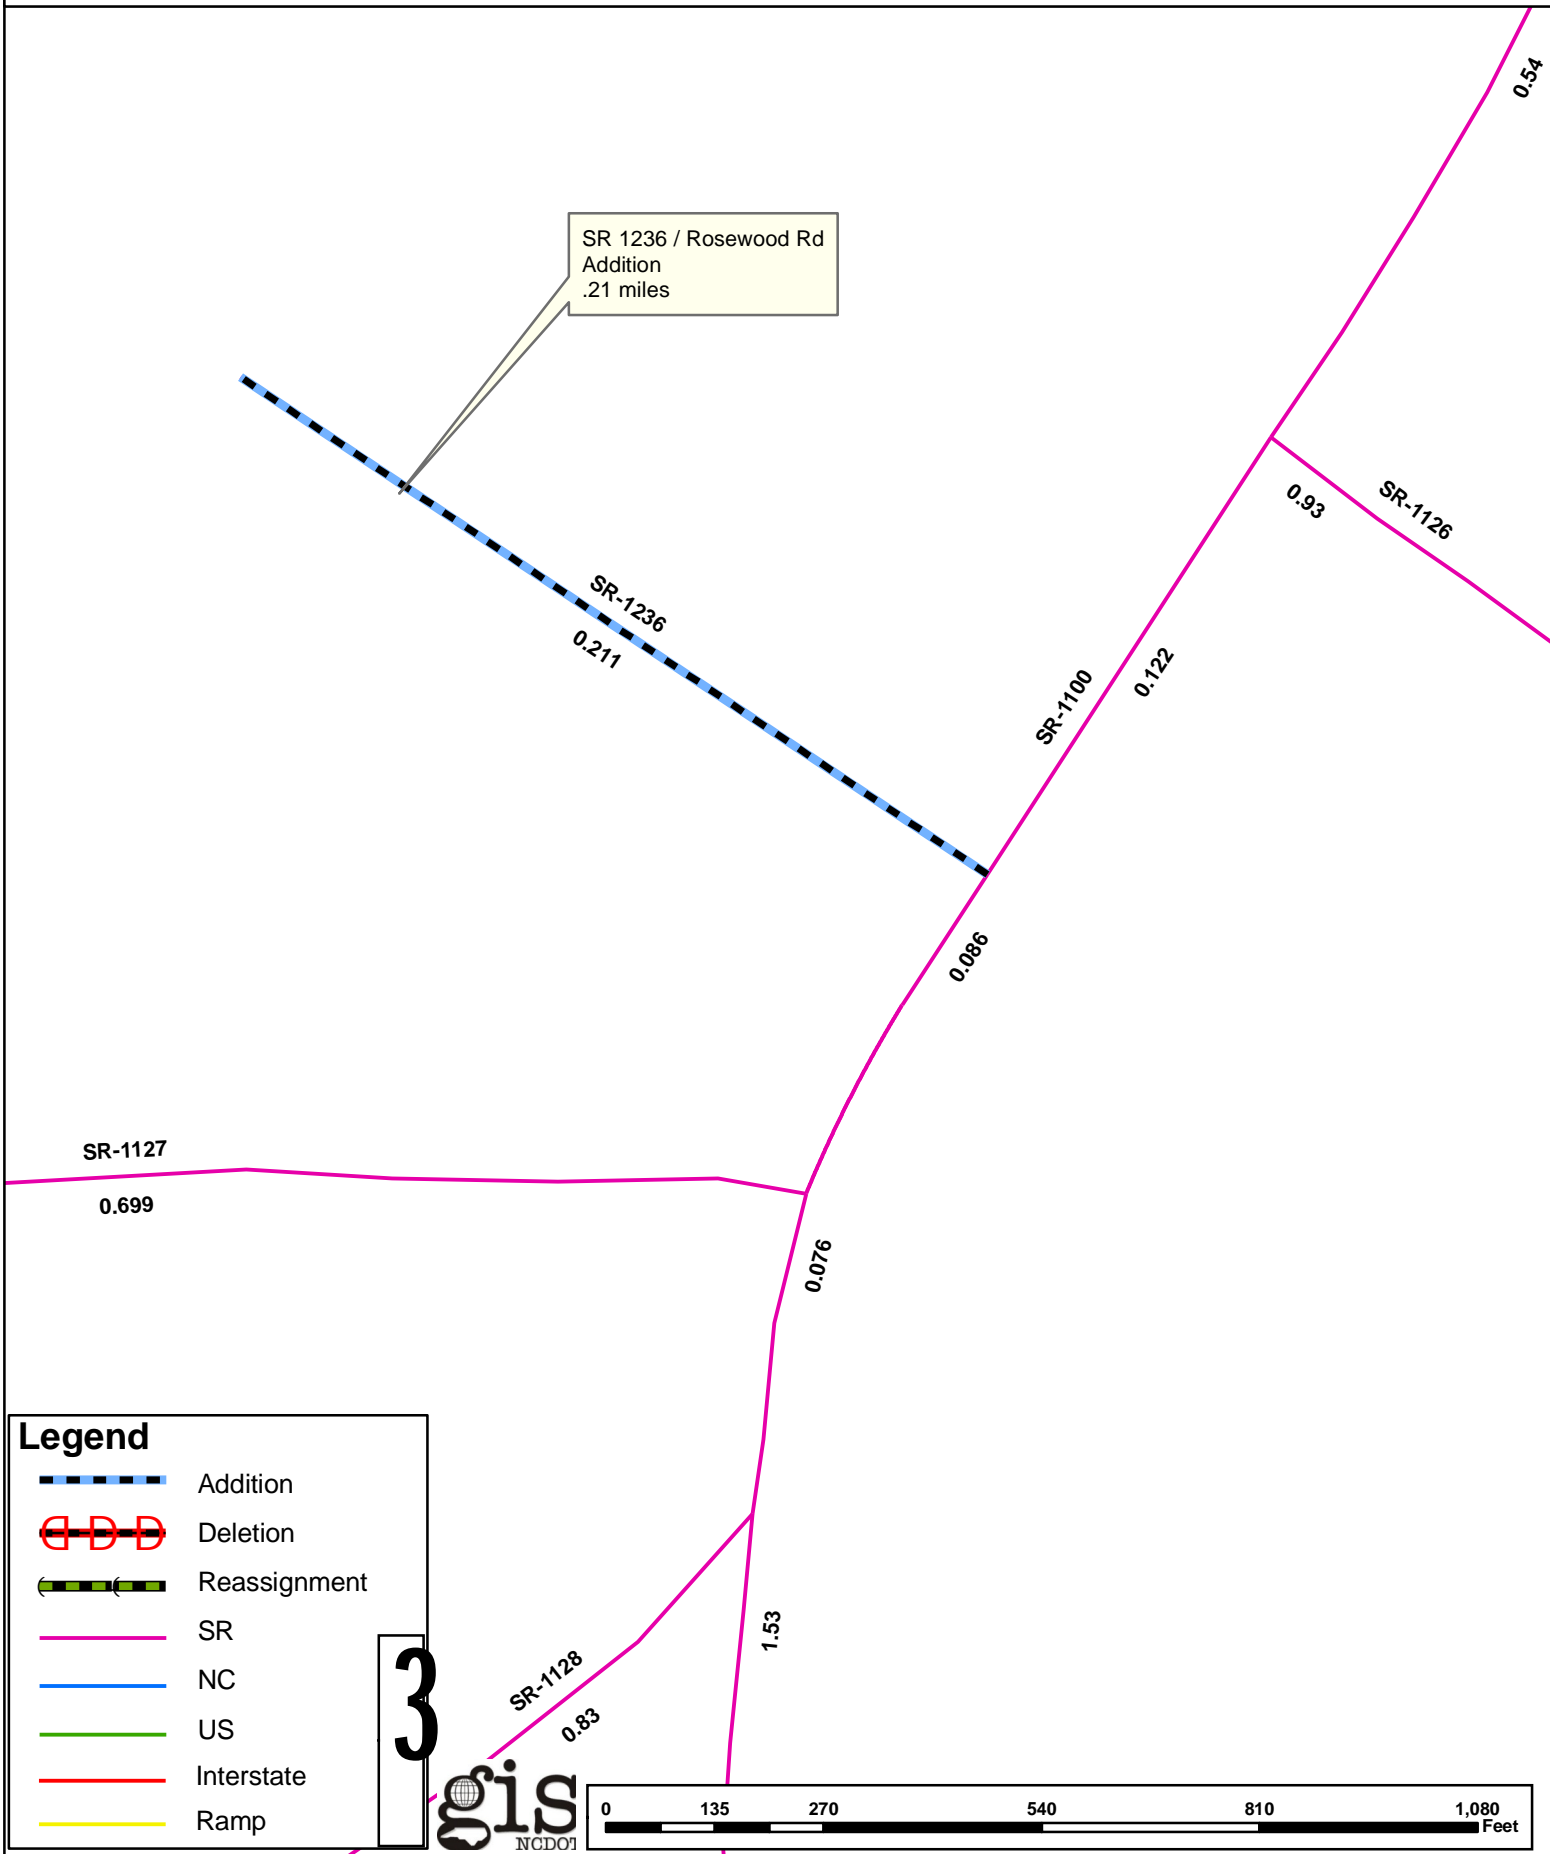 0.54
SR 1236 / Rosewood Rd
Addition
.21 miles
SR-1126
0.93
SR-1236
0.211
SR-1100
0.122
0.086
SR-1127
0.699
0.076
Legend
Addition
Deletion
Reassignment
SR
NC
US
Interstate
Ramp
3
1.53
SR-1128
0.83
gis
NCDOT
0 135 270 540 810 1,080
Feet